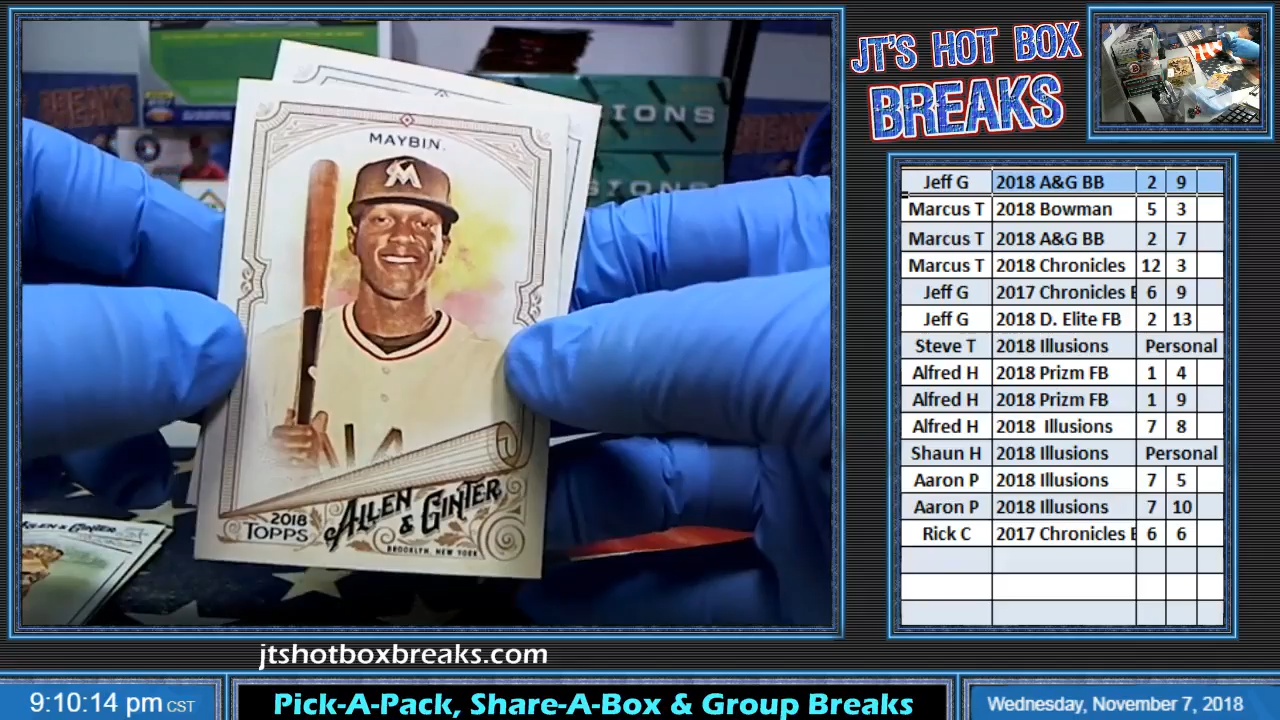 JT'S HOT BOX
BREAKS
BREAKS
IONS
SIONS
MAYBIN
M
2018
TOPPS
ALLEN
& GINTER
BROOKLYN, NEW YORK
ALLEN & GINTER
Jeff G 2018 A&G BB 2 9
Marcus T 2018 Bowman 5 3
Marcus T 2018 A&G BB 2 7
Marcus T 2018 Chronicles 12 3
Jeff G 2017 Chronicles 6 9
Jeff G 2018 D. Elite FB 2 13
Steve T 2018 Illusions Personal
Alfred H 2018 Prizm FB 1 4
Alfred H 2018 Prizm FB 1 9
Alfred H 2018 Illusions 7 8
Shaun H 2018 Illusions Personal
Aaron P 2018 Illusions 7 5
Aaron P 2018 Illusions 7 10
Rick C 2017 Chronicles 6 6
jtshotboxbreaks.com
9:10:14 pm CST
Pick-A-Pack, Share-A-Box & Group Breaks
Wednesday, November 7, 2018